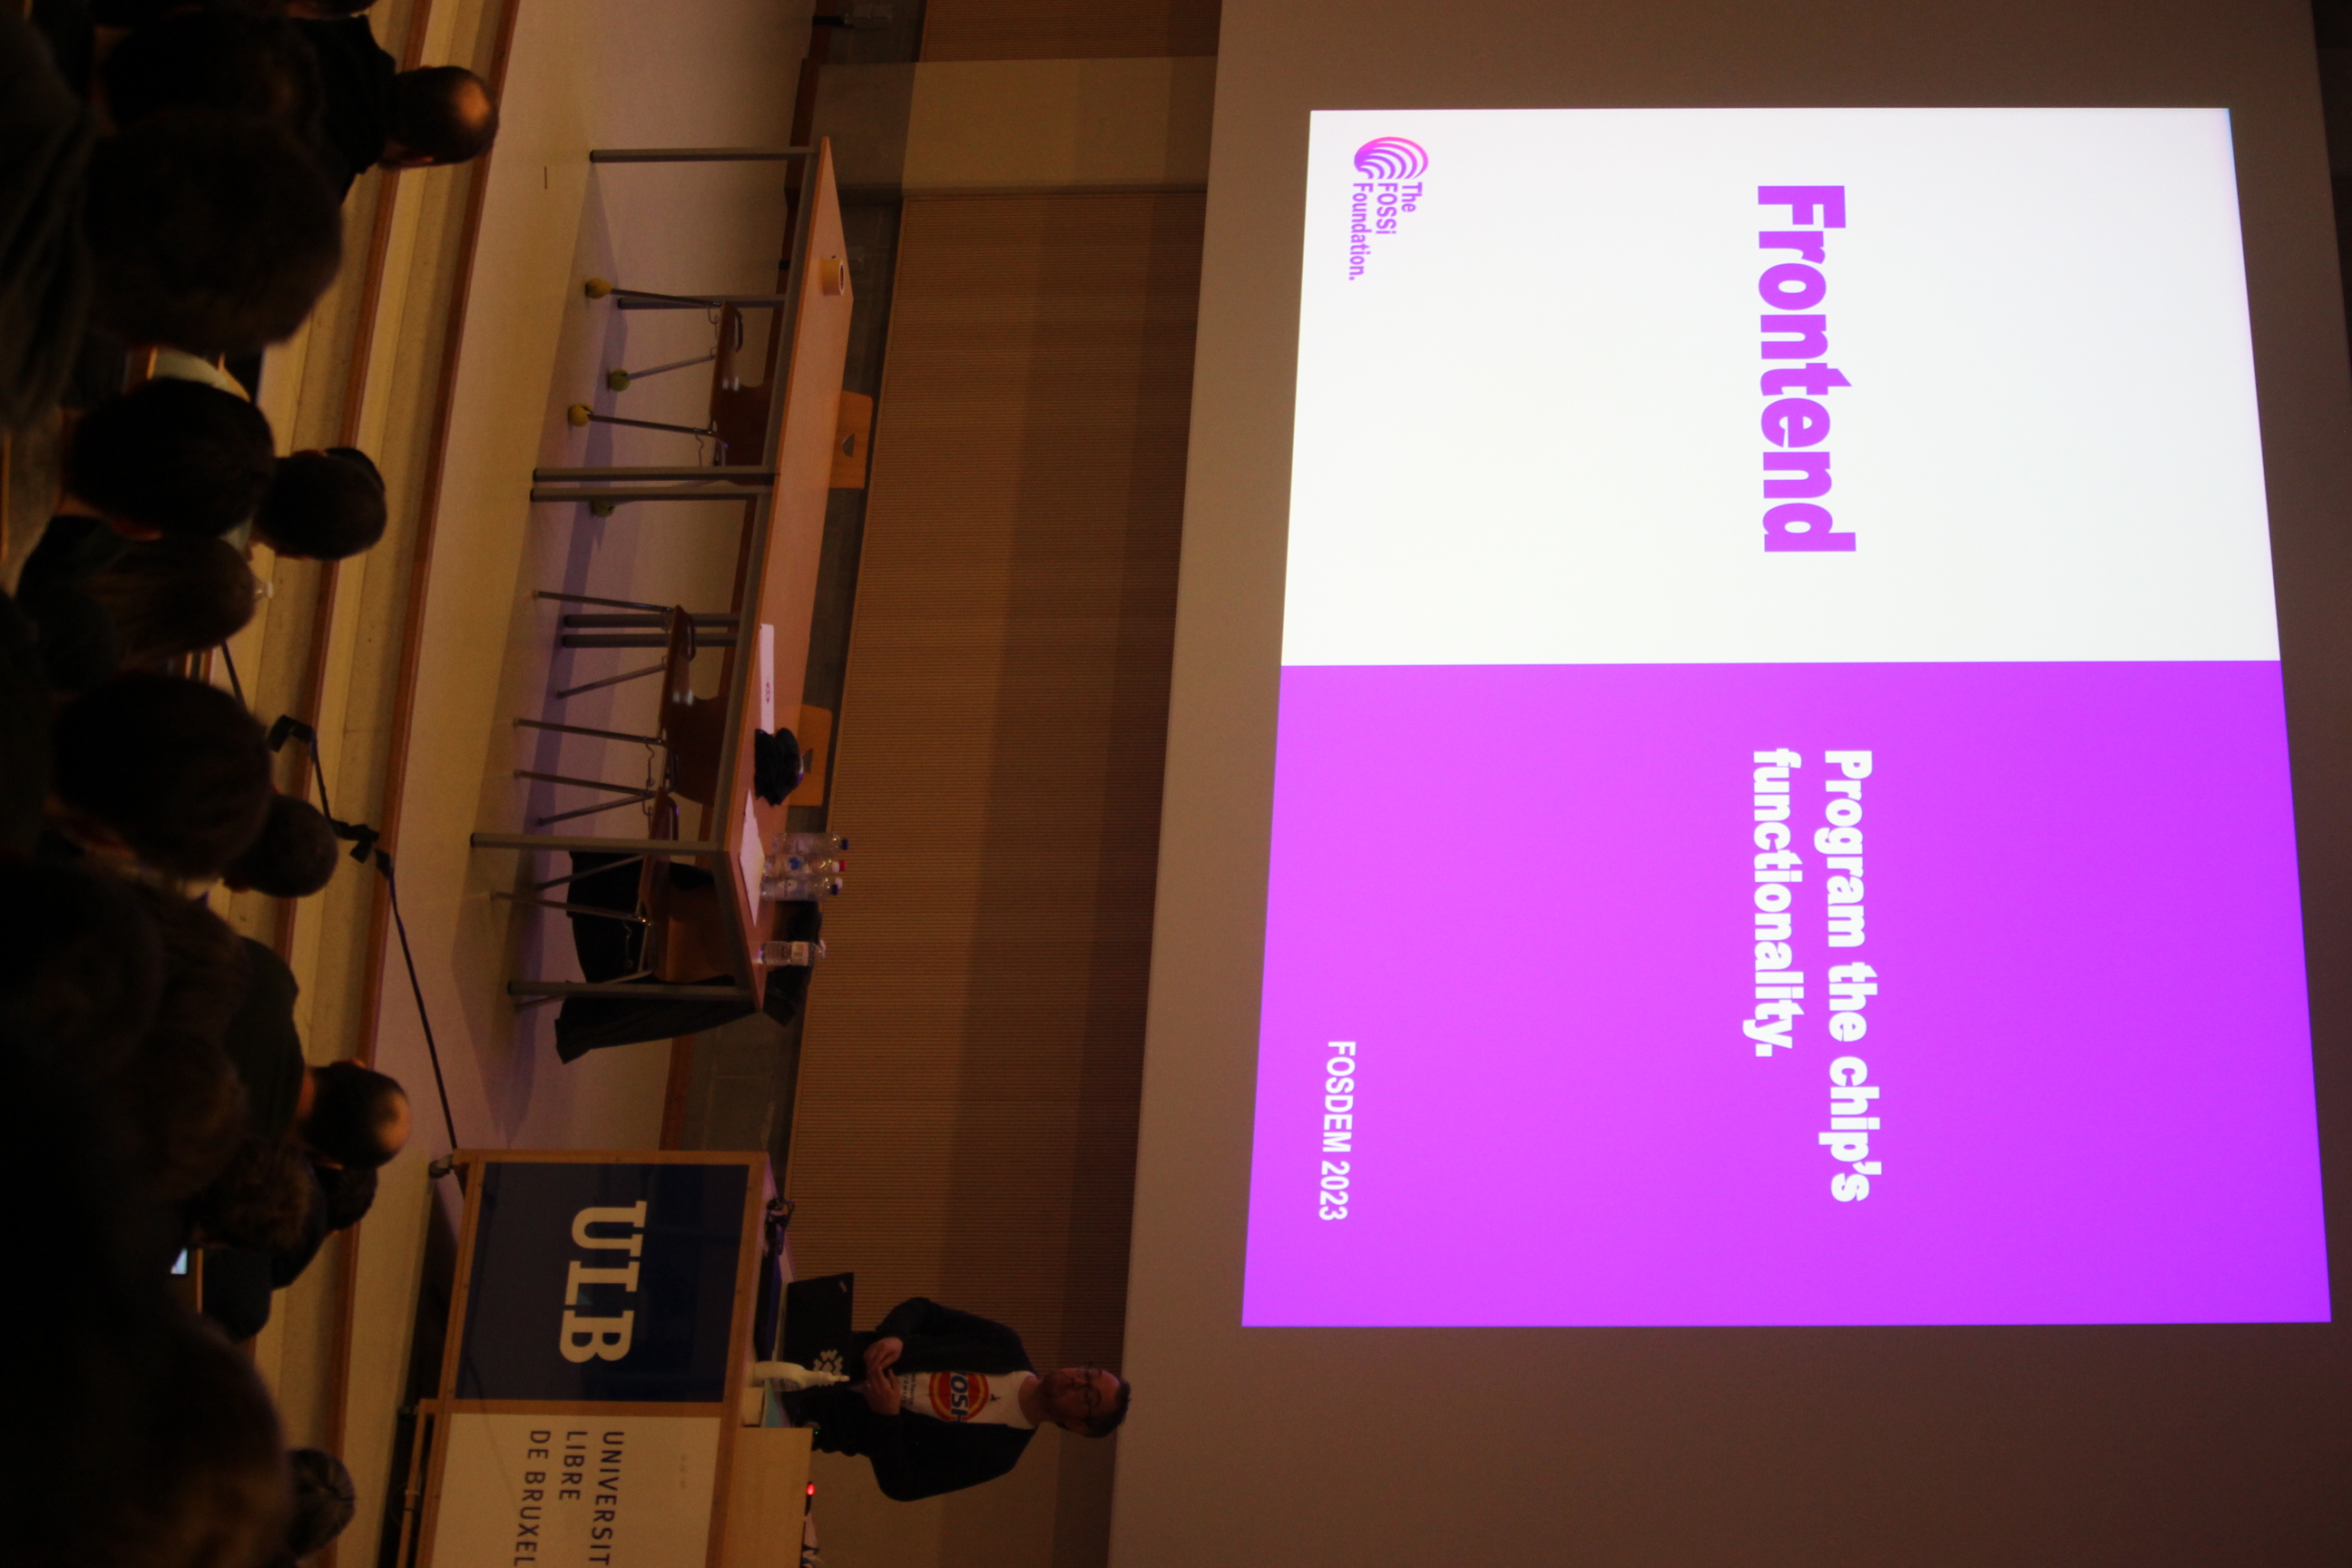 Frontend
Program the chip's
functionality.
The
FOSSi
Foundation.
FOSDEM 2023
ULB
UNIVERSIT
LIBRE
DE BRUXEL